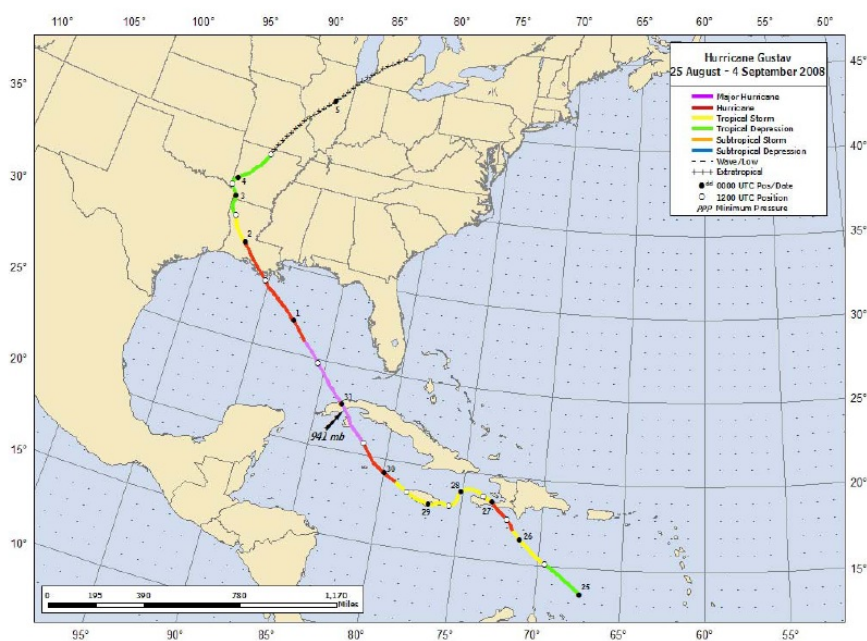 100° 95° 90° 85° 80° 75° 70° 65° 60° 55° 50°
Hurricane Gustav
25 August - 4 September 2008
Major Hurricane
Hurricane
Tropical Storm
Tropical Depression
Subtropical Storm
Subtropical Depression
Wave/Low
Extratropical
dd 0000 UTC Pos/Date
1200 UTC Position
PPP Minimum Pressure
35°
30°
25°
20°
15°
10°
45°
40°
35°
30°
25°
20°
15°
5
4
3
2
1
31
941 mb
30
29
28
27
26
25
0 195 390 780 1,170
Miles
95° 90° 85° 80° 75° 70° 65° 60°